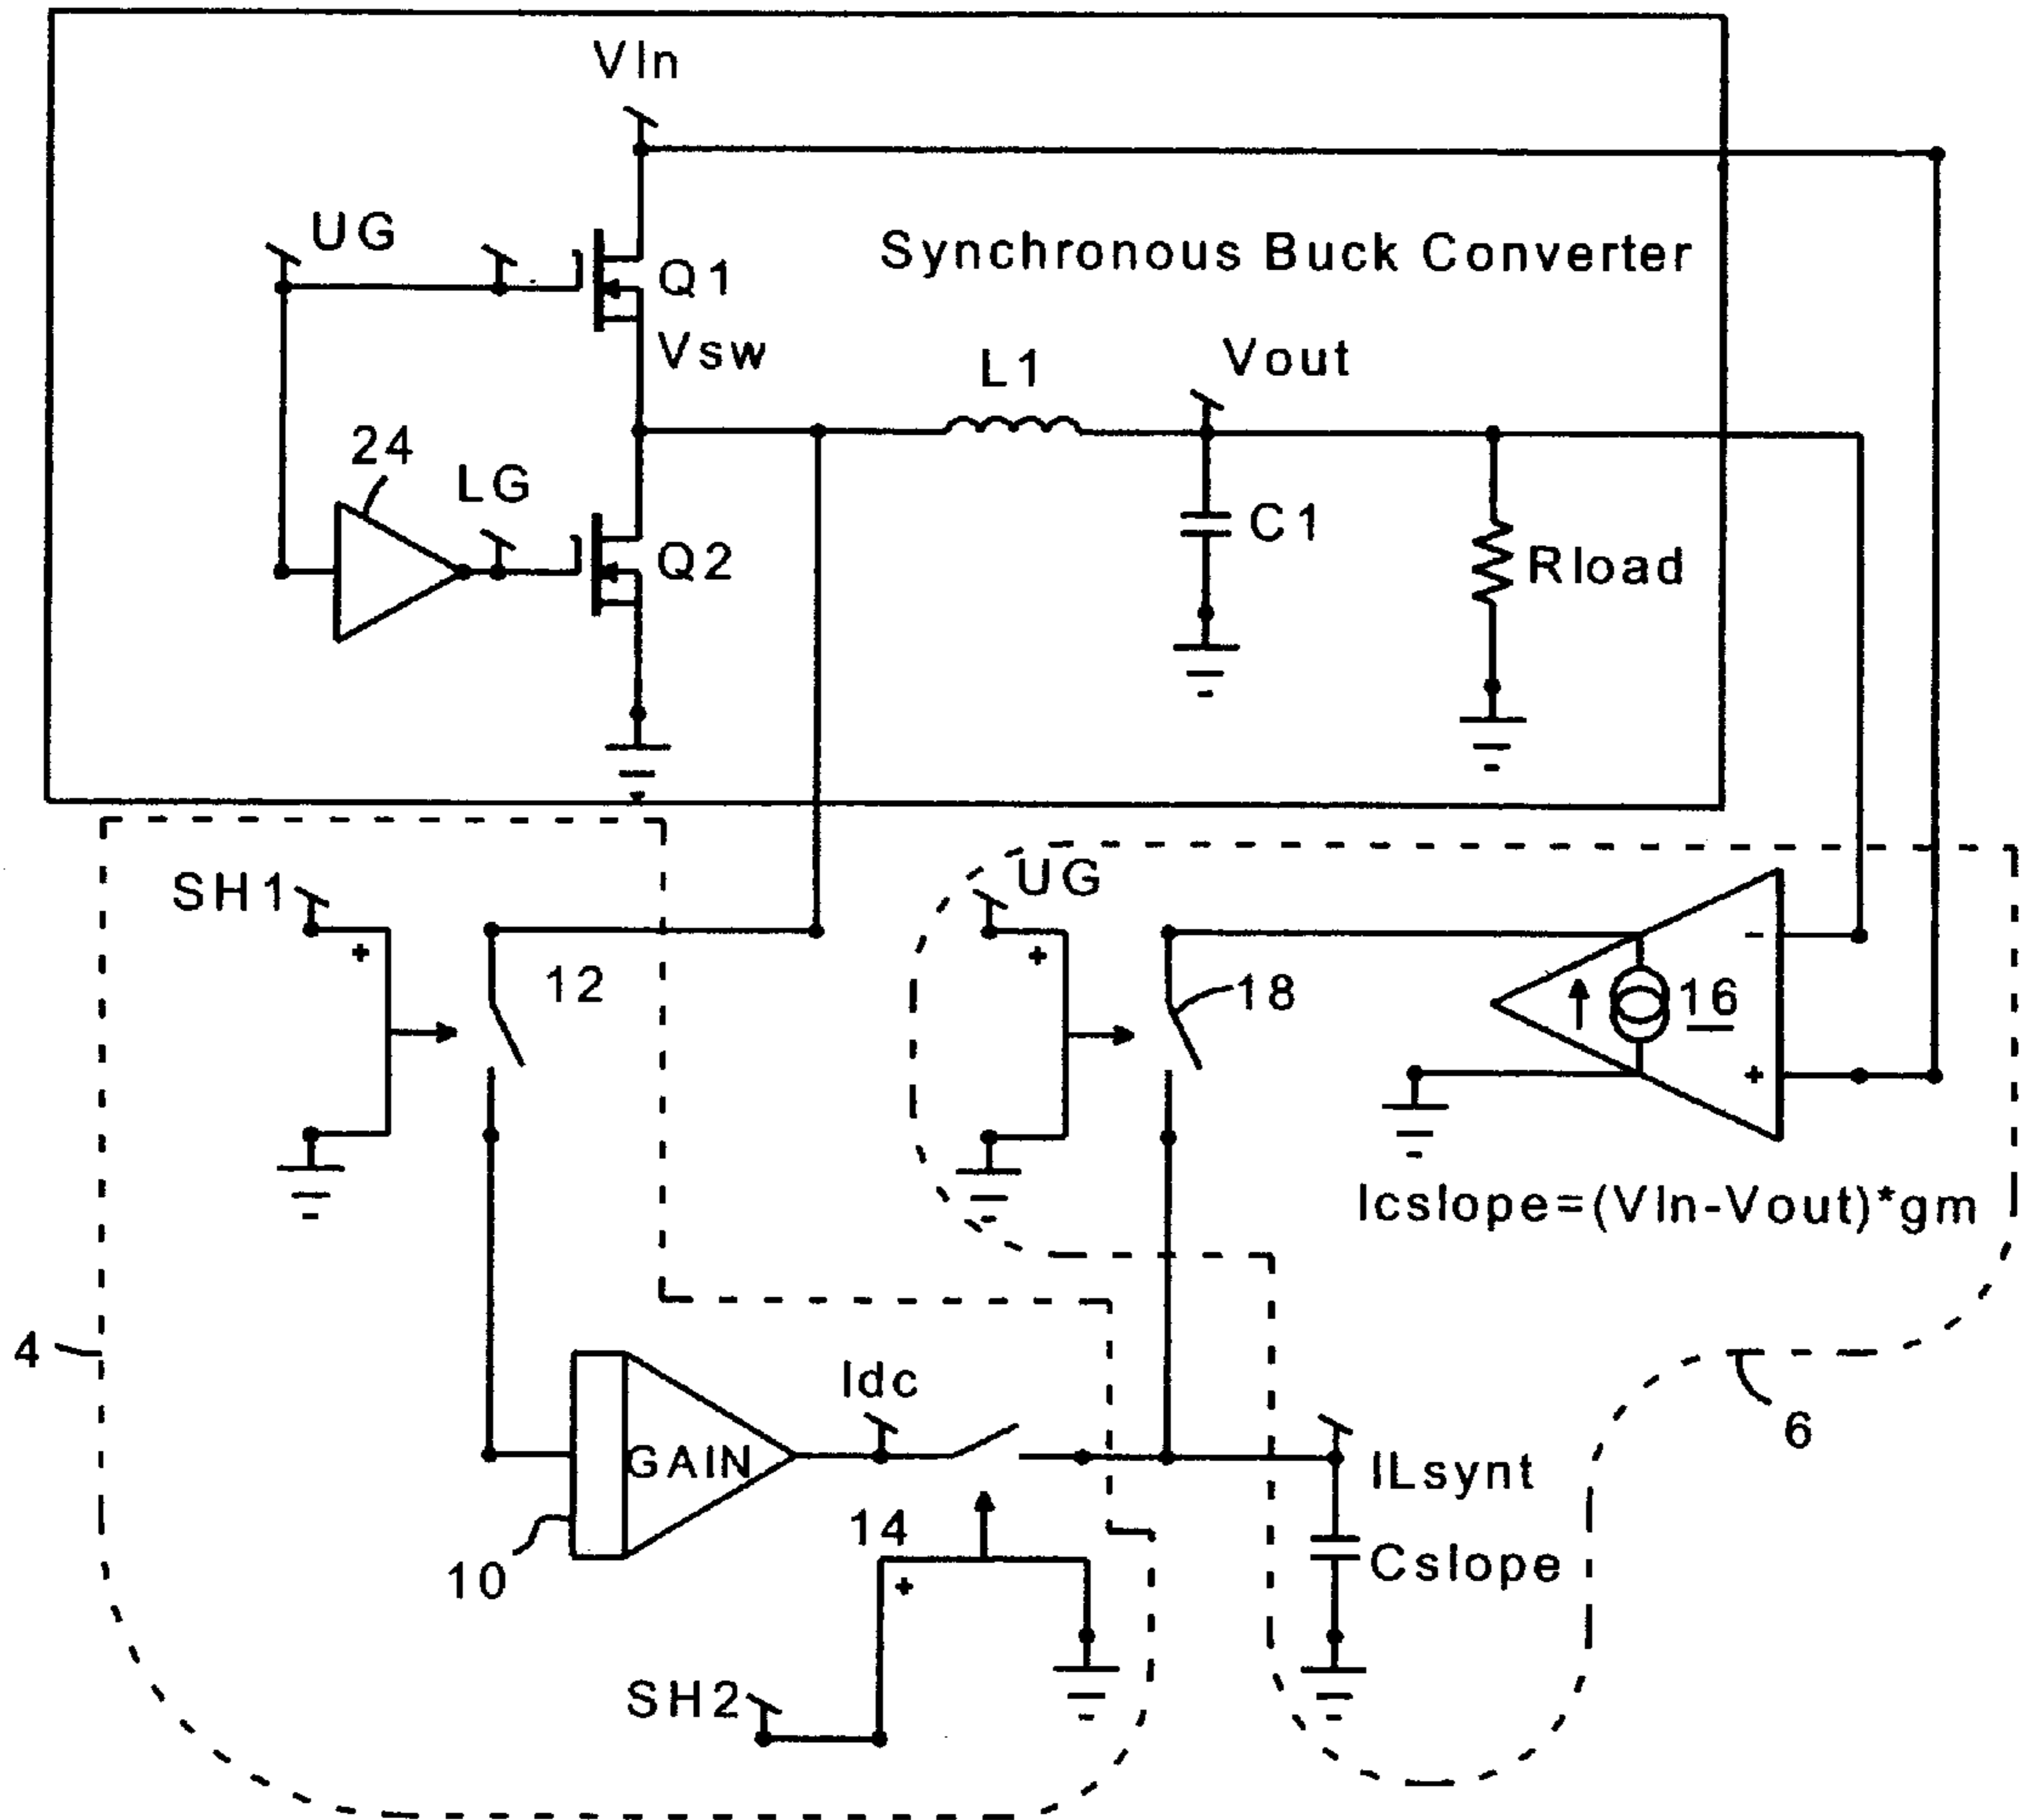 VIn
UG
Q1
Synchronous Buck Converter
Vsw
L1
Vout
24
LG
Q2
C1
Rload
SH1
+
12
UG
+
18
-
16
+
Icslope=(VIn-Vout)*gm
4
Idc
GAIN
6
ILsynt
10
14
+
Cslope
SH2